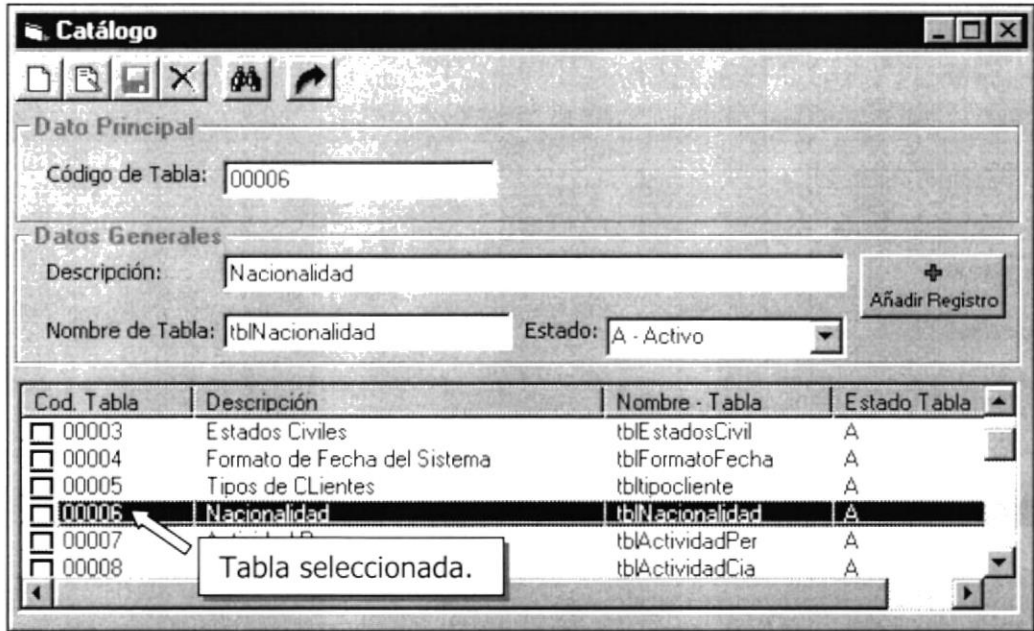 Catálogo
Dato Principal
Código de Tabla: 00006
Datos Generales
Descripción: Nacionalidad
Añadir Registro
Nombre de Tabla: tblNacionalidad Estado: A - Activo
Cod. Tabla Descripción Nombre - Tabla Estado Tabla
00003 Estados Civiles tblEstadosCivil A
00004 Formato de Fecha del Sistema tblFormatoFecha A
00005 Tipos de CLientes tbltipocliente A
00006 Nacionalidad tblNacionalidad A
00007 tblActividadPer A
00008 tblActividadCia A
Tabla seleccionada.